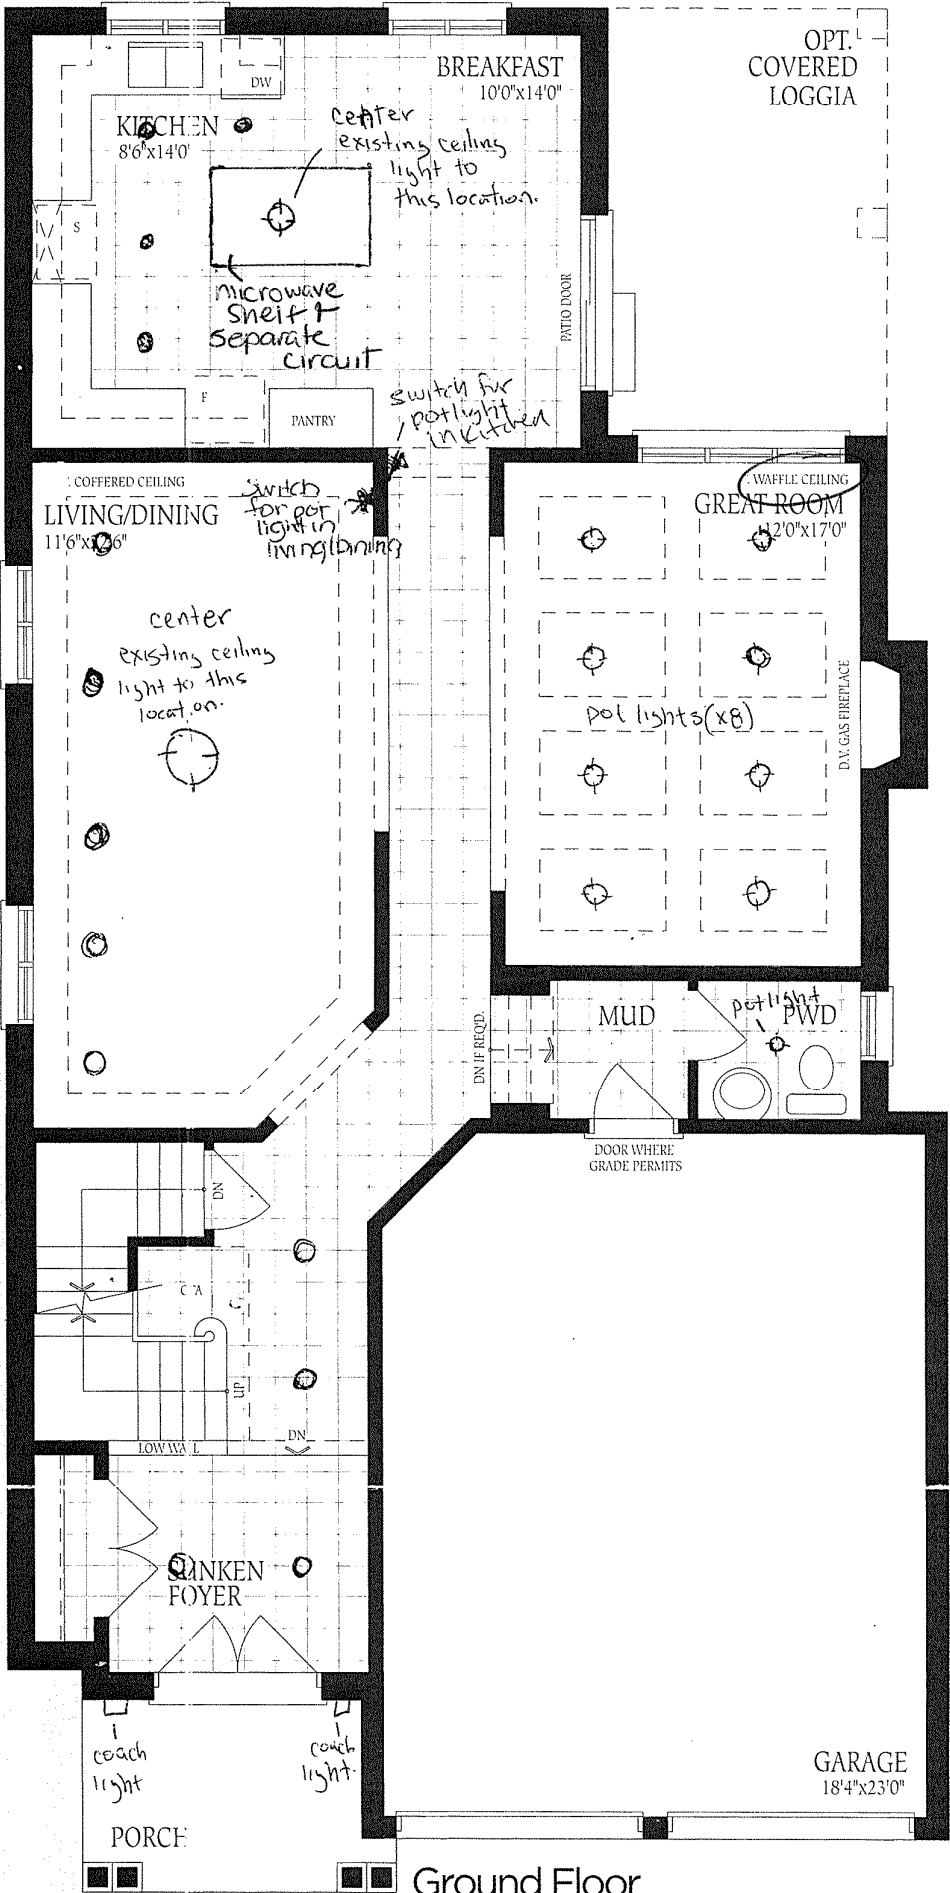 OPT.
COVERED
LOGGIA
BREAKFAST
10'0"x14'0"
DW
KITCHEN
8'6"x14'0"
center
existing ceiling
light to
this location.
S
microwave
shelf +
separate
circuit
PATIO DOOR
F
PANTRY
switch for
potlight
in kitchen
COFFERED CEILING
LIVING/DINING
11'6"x
switch
for pot
light in
living/dining
WAFFLE CEILING
GREAT ROOM
12'0"x17'0"
center
existing ceiling
light to this
location.
pot lights (x8)
D.V. GAS FIREPLACE
DN IF REQ'D.
MUD
potlight
PWD
DOOR WHERE
GRADE PERMITS
DN
UP
LOW WALL
DN
SUNKEN
FOYER
coach
light
coach
light.
GARAGE
18'4"x23'0"
PORCH
Ground Floor